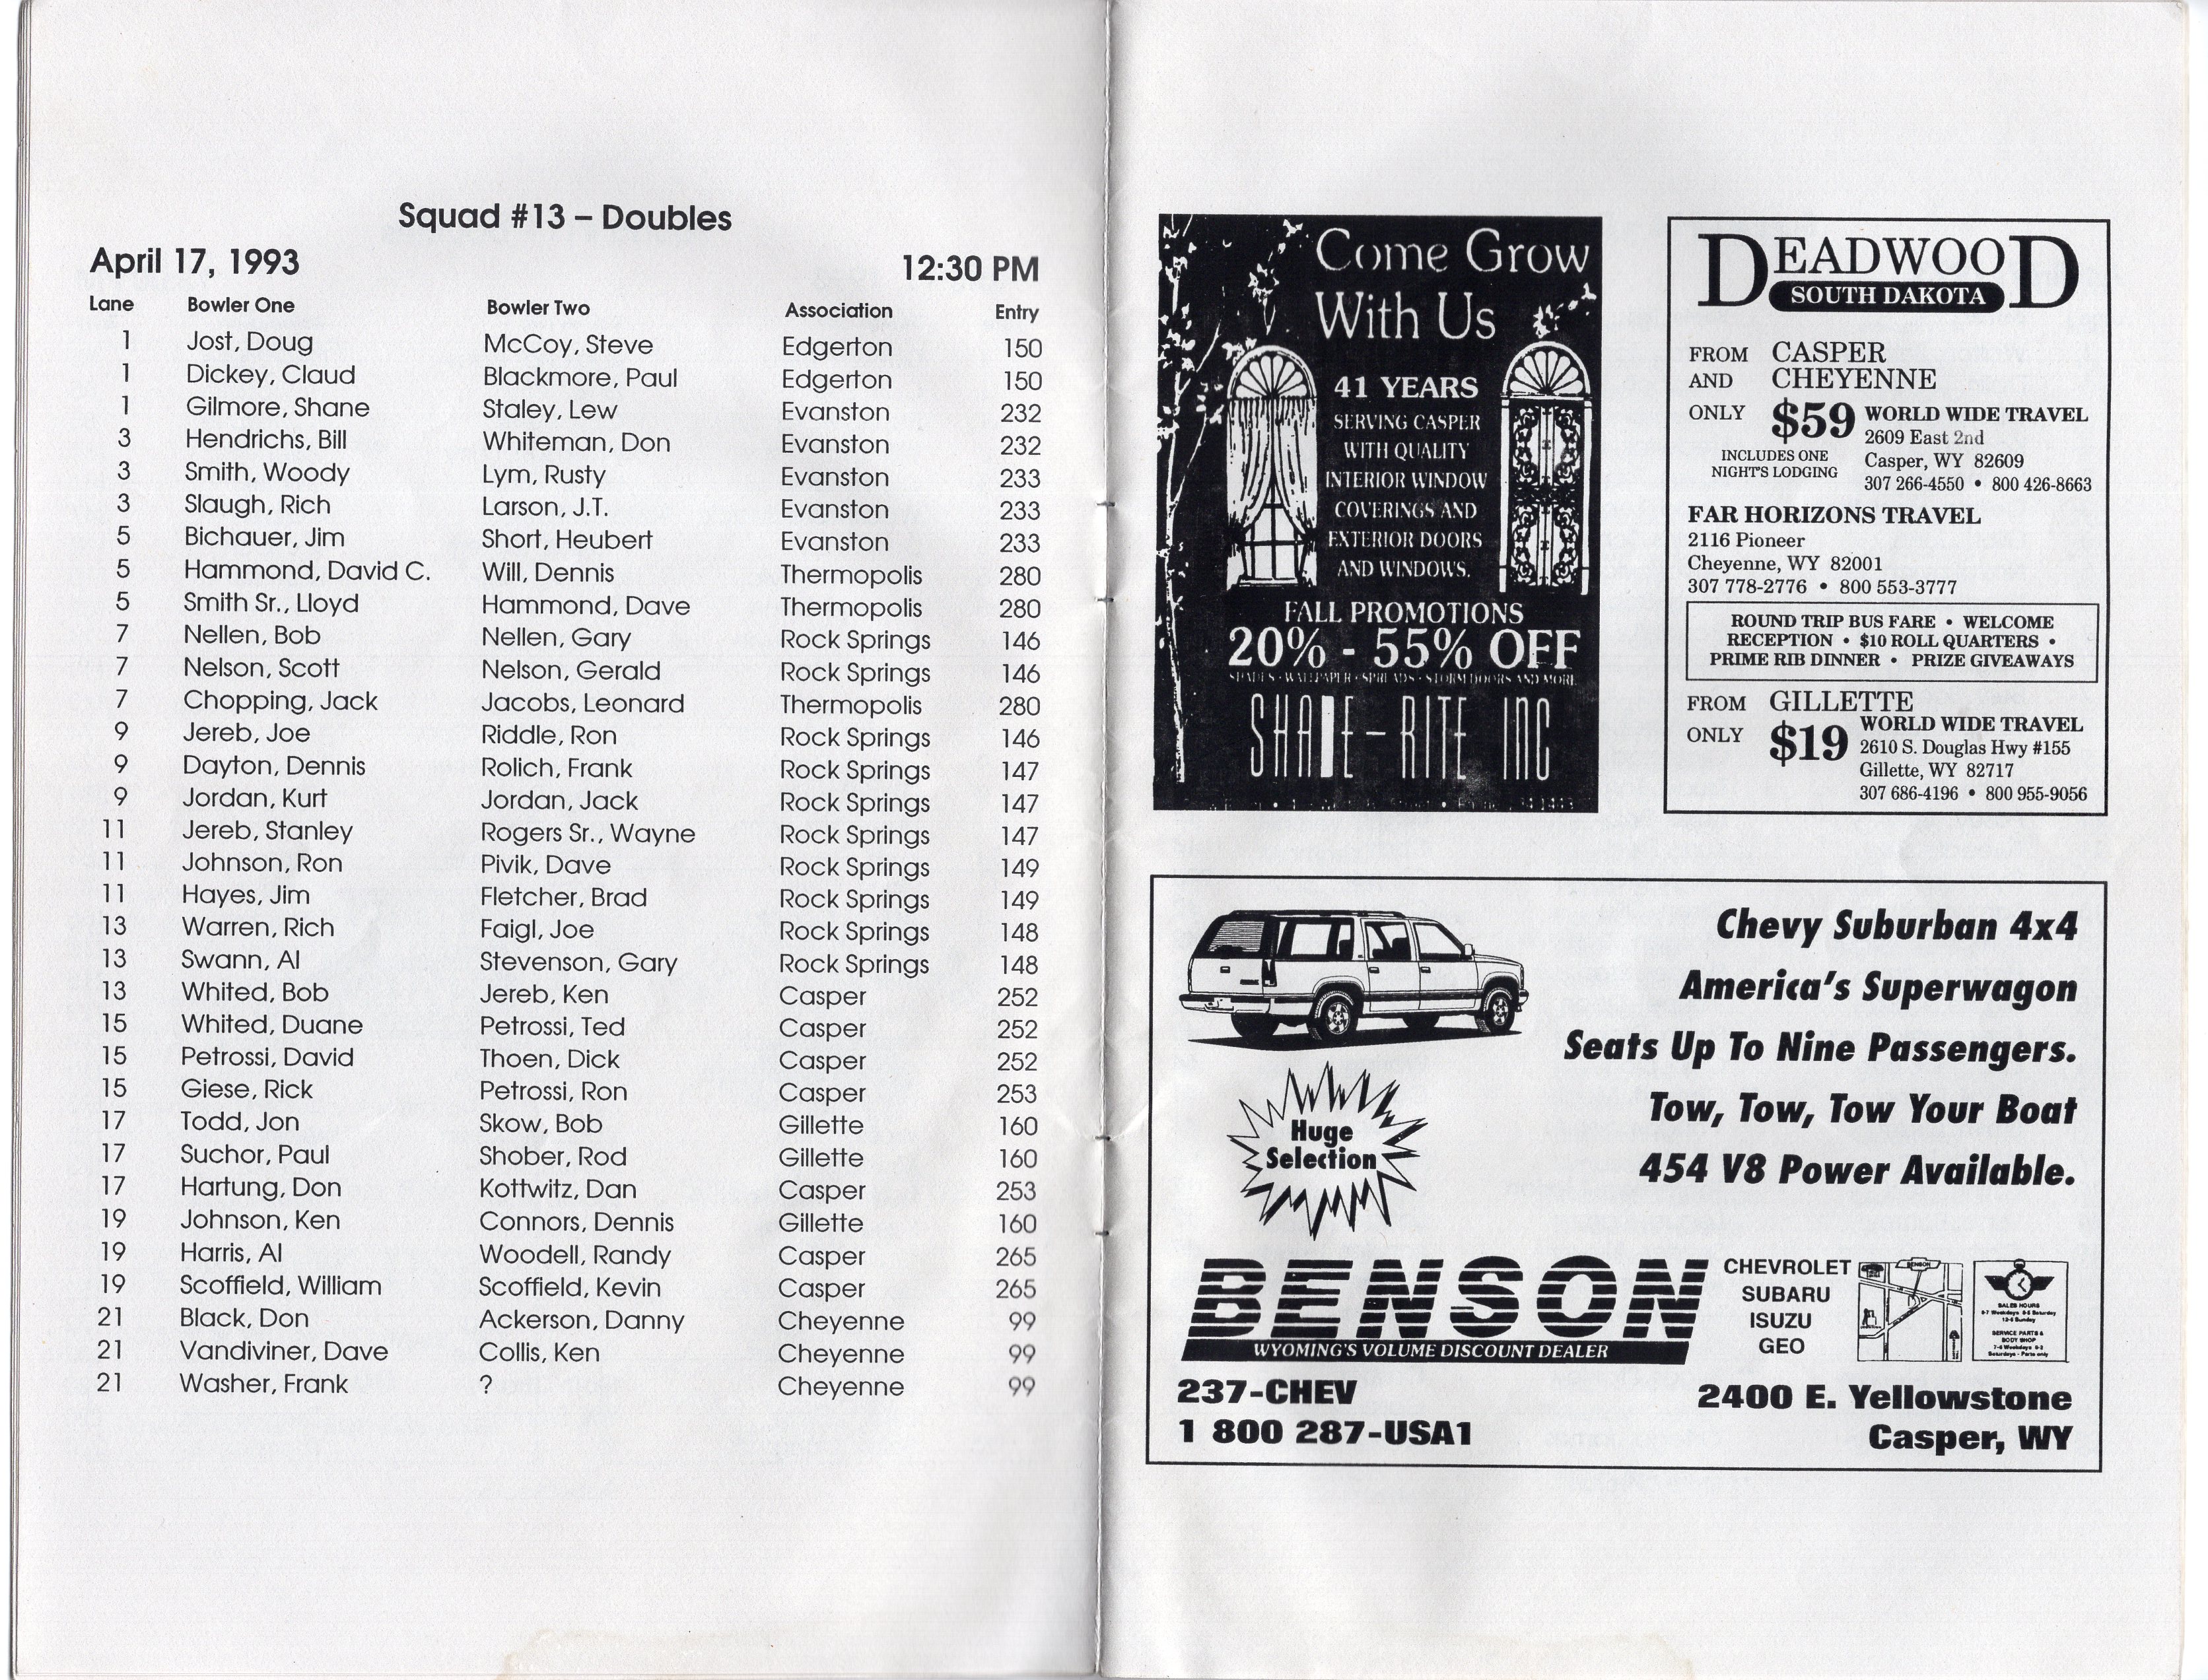 Squad #13 – Doubles
April 17, 1993 12:30 PM
Lane Bowler One Bowler Two Association Entry
1 Jost, Doug McCoy, Steve Edgerton 150
1 Dickey, Claud Blackmore, Paul Edgerton 150
1 Gilmore, Shane Staley, Lew Evanston 232
3 Hendrichs, Bill Whiteman, Don Evanston 232
3 Smith, Woody Lym, Rusty Evanston 233
3 Slaugh, Rich Larson, J.T. Evanston 233
5 Bichauer, Jim Short, Heubert Evanston 233
5 Hammond, David C. Will, Dennis Thermopolis 280
5 Smith Sr., Lloyd Hammond, Dave Thermopolis 280
7 Nellen, Bob Nellen, Gary Rock Springs 146
7 Nelson, Scott Nelson, Gerald Rock Springs 146
7 Chopping, Jack Jacobs, Leonard Thermopolis 280
9 Jereb, Joe Riddle, Ron Rock Springs 146
9 Dayton, Dennis Rolich, Frank Rock Springs 147
9 Jordan, Kurt Jordan, Jack Rock Springs 147
11 Jereb, Stanley Rogers Sr., Wayne Rock Springs 147
11 Johnson, Ron Pivik, Dave Rock Springs 149
11 Hayes, Jim Fletcher, Brad Rock Springs 149
13 Warren, Rich Faigl, Joe Rock Springs 148
13 Swann, Al Stevenson, Gary Rock Springs 148
13 Whited, Bob Jereb, Ken Casper 252
15 Whited, Duane Petrossi, Ted Casper 252
15 Petrossi, David Thoen, Dick Casper 252
15 Giese, Rick Petrossi, Ron Casper 253
17 Todd, Jon Skow, Bob Gillette 160
17 Suchor, Paul Shober, Rod Gillette 160
17 Hartung, Don Kottwitz, Dan Casper 253
19 Johnson, Ken Connors, Dennis Gillette 160
19 Harris, Al Woodell, Randy Casper 265
19 Scoffield, William Scoffield, Kevin Casper 265
21 Black, Don Ackerson, Danny Cheyenne 99
21 Vandiviner, Dave Collis, Ken Cheyenne 99
21 Washer, Frank ? Cheyenne 99
Come Grow
With Us
41 YEARS
SERVING CASPER
WITH QUALITY
INTERIOR WINDOW
COVERINGS AND
EXTERIOR DOORS
AND WINDOWS.
FALL PROMOTIONS
20% - 55% OFF
SHADES · WALLPAPER · SPREADS · STORM DOORS AND MORE
SHADE-RITE INC
DEADWOOD
SOUTH DAKOTA
FROM CASPER
AND CHEYENNE
ONLY $59 WORLD WIDE TRAVEL
2609 East 2nd
INCLUDES ONE
NIGHT'S LODGING
Casper, WY 82609
307 266-4550 • 800 426-8663
FAR HORIZONS TRAVEL
2116 Pioneer
Cheyenne, WY 82001
307 778-2776 • 800 553-3777
ROUND TRIP BUS FARE • WELCOME
RECEPTION • $10 ROLL QUARTERS •
PRIME RIB DINNER • PRIZE GIVEAWAYS
FROM GILLETTE
ONLY $19 WORLD WIDE TRAVEL
2610 S. Douglas Hwy #155
Gillette, WY 82717
307 686-4196 • 800 955-9056
Chevy Suburban 4x4
America's Superwagon
Seats Up To Nine Passengers.
Tow, Tow, Tow Your Boat
454 V8 Power Available.
Huge
Selection
BENSON
WYOMING'S VOLUME DISCOUNT DEALER
CHEVROLET
SUBARU
ISUZU
GEO
BENSON
SALES HOURS
SERVICE PARTS &
BODY SHOP
237-CHEV
1 800 287-USA1
2400 E. Yellowstone
Casper, WY